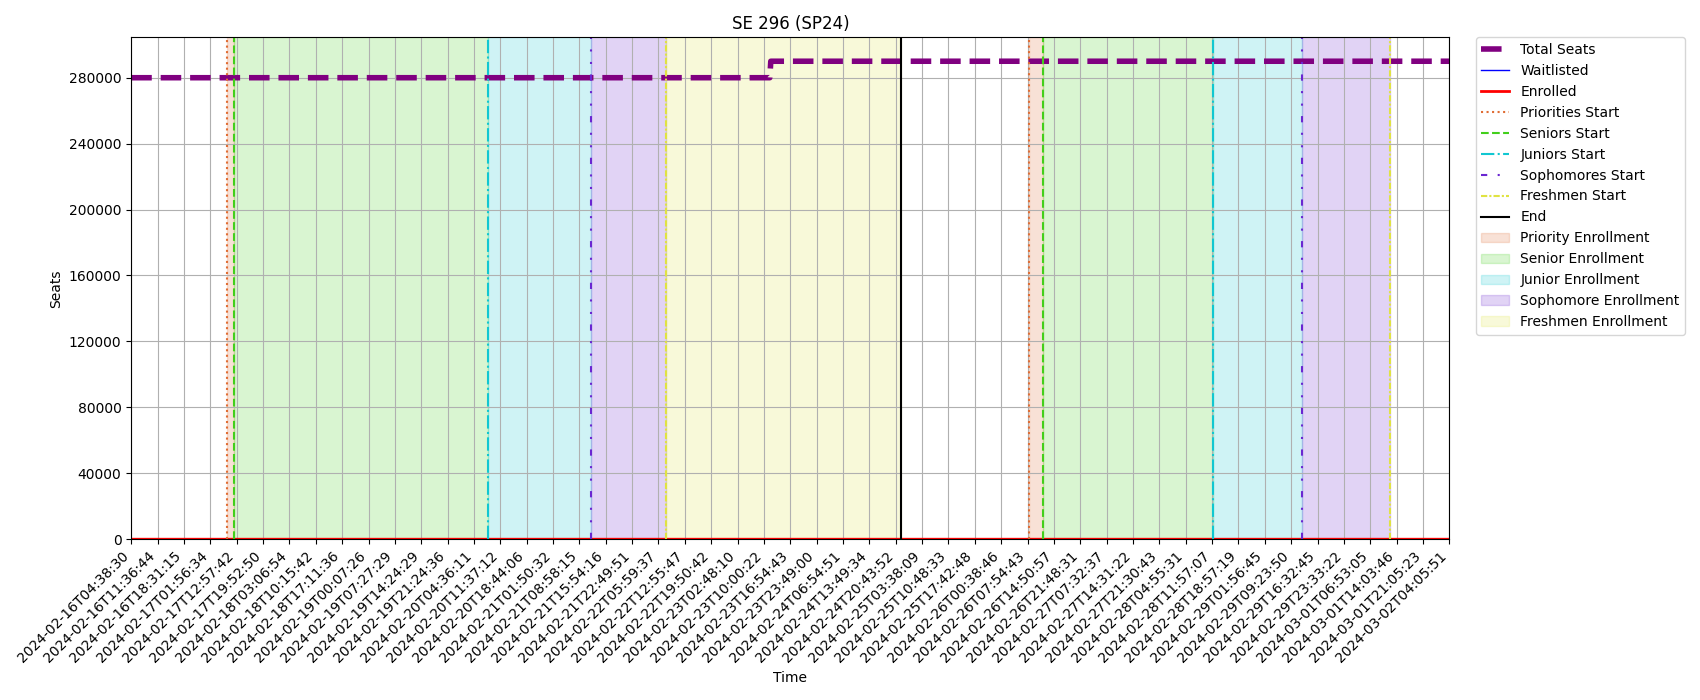 SE 296 (SP24)
Seats
280000
240000
200000
160000
120000
80000
40000
0
2024-02-16T04:38:30
2024-02-16T11:36:44
2024-02-16T18:31:15
2024-02-17T01:56:34
2024-02-17T12:57:42
2024-02-17T19:52:50
2024-02-18T03:06:54
2024-02-18T10:15:42
2024-02-18T17:11:36
2024-02-19T00:07:26
2024-02-19T07:27:29
2024-02-19T14:24:29
2024-02-19T21:24:36
2024-02-20T04:36:11
2024-02-20T11:37:12
2024-02-20T18:44:06
2024-02-21T01:50:32
2024-02-21T08:58:15
2024-02-21T15:54:16
2024-02-21T22:49:51
2024-02-22T05:59:37
2024-02-22T12:55:47
2024-02-22T19:50:42
2024-02-23T02:48:10
2024-02-23T10:00:22
2024-02-23T16:54:43
2024-02-23T23:49:00
2024-02-24T06:54:51
2024-02-24T13:49:34
2024-02-24T20:43:52
2024-02-25T03:38:09
2024-02-25T10:48:33
2024-02-25T17:42:48
2024-02-26T00:38:46
2024-02-26T07:54:43
2024-02-26T14:50:57
2024-02-26T21:48:31
2024-02-27T07:32:37
2024-02-27T14:31:22
2024-02-27T21:30:43
2024-02-28T04:55:31
2024-02-28T11:57:07
2024-02-28T18:57:19
2024-02-29T01:56:45
2024-02-29T09:23:50
2024-02-29T16:32:45
2024-02-29T23:33:22
2024-03-01T06:53:05
2024-03-01T14:03:46
2024-03-01T21:05:23
2024-03-02T04:05:51
Time
Total Seats
Waitlisted
Enrolled
Priorities Start
Seniors Start
Juniors Start
Sophomores Start
Freshmen Start
End
Priority Enrollment
Senior Enrollment
Junior Enrollment
Sophomore Enrollment
Freshmen Enrollment